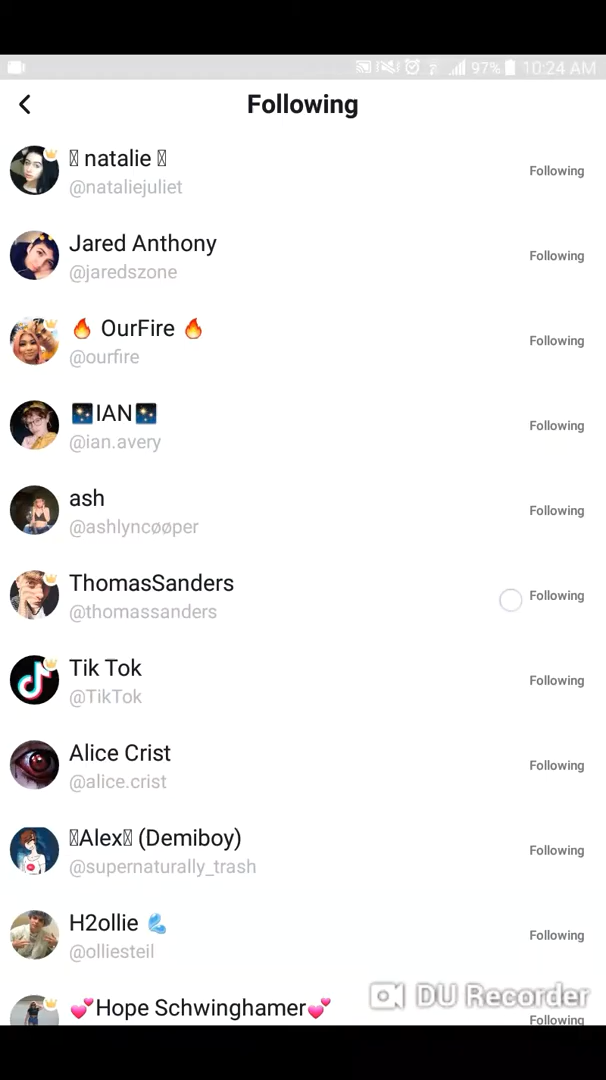 97% 10:24 AM
Following
natalie
@nataliejuliet
Following
Jared Anthony
@jaredszone
Following
🔥 OurFire 🔥
@ourfire
Following
🌃IAN🌃
@ian.avery
Following
ash
@ashlyncøøper
Following
ThomasSanders
@thomassanders
Following
Tik Tok
@TikTok
Following
Alice Crist
@alice.crist
Following
Alex (Demiboy)
@supernaturally_trash
Following
H2ollie 💪
@olliesteil
Following
💕Hope Schwinghamer💕
Following
DU Recorder